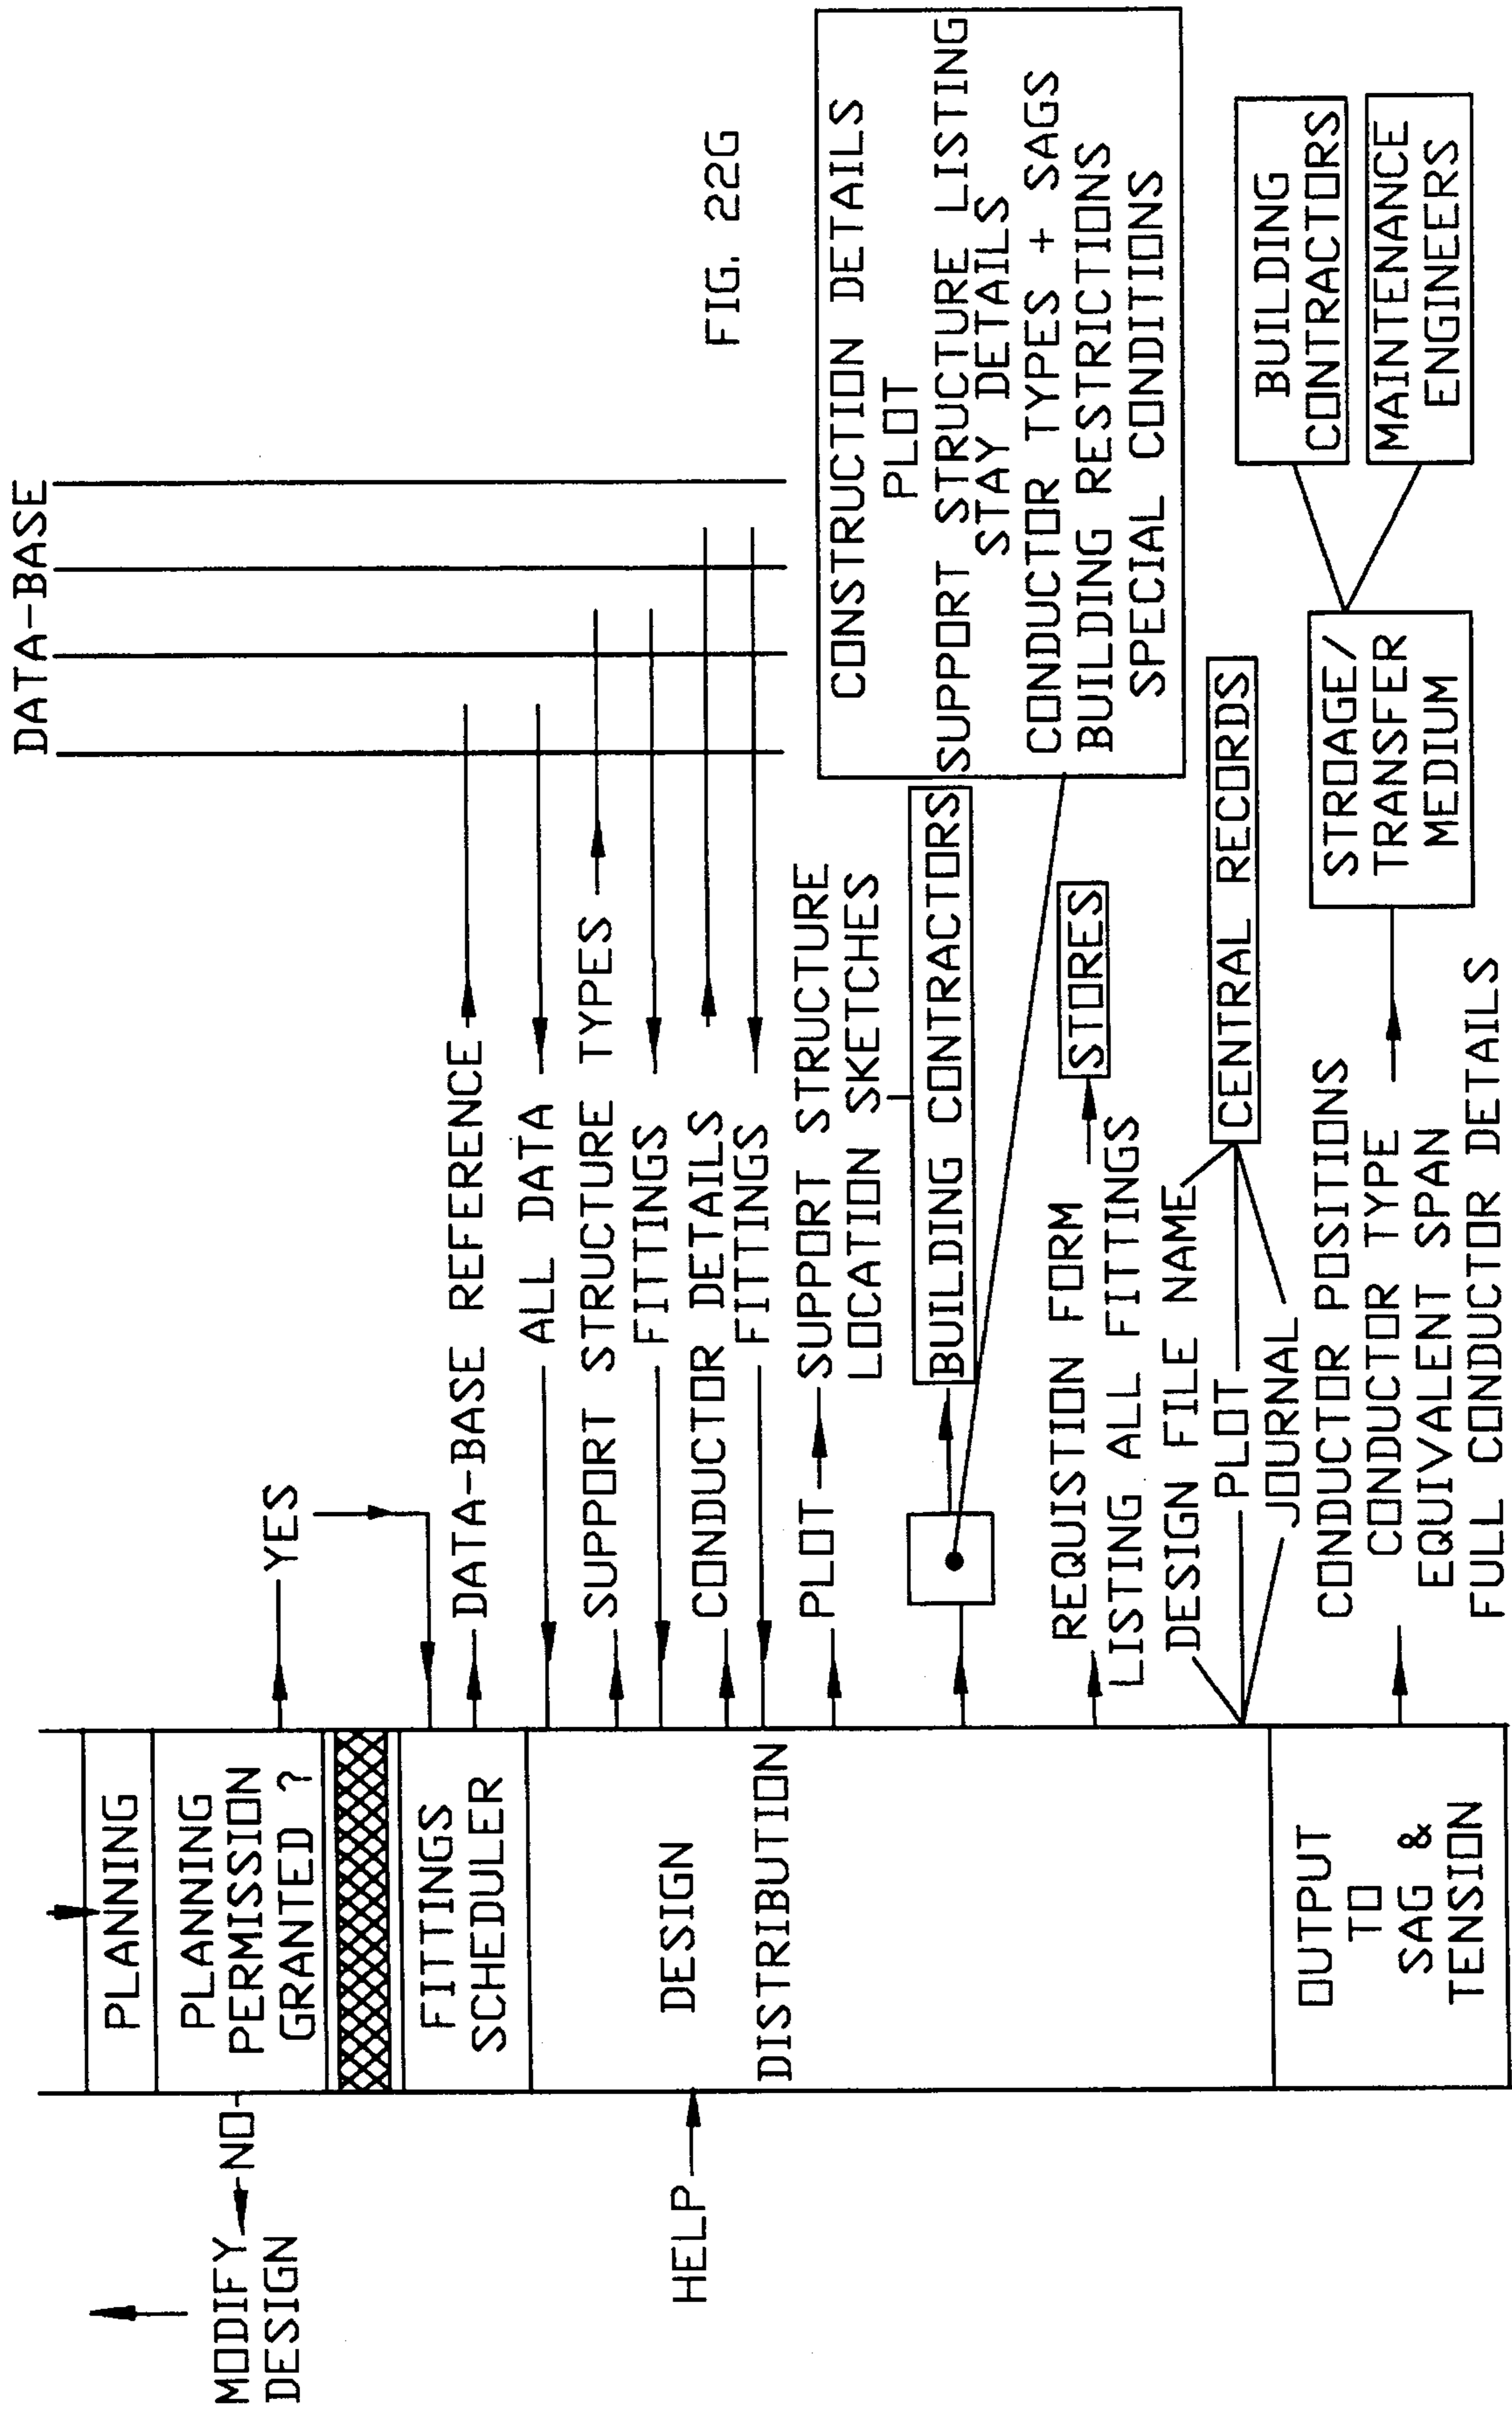 DATA-BASE
PLANNING
PLANNING
PERMISSION
GRANTED ?
YES
NO
MODIFY
DESIGN
FITTINGS
SCHEDULER
DATA-BASE REFERENCE
ALL DATA
SUPPORT STRUCTURE TYPES
FITTINGS
CONDUCTOR DETAILS
FITTINGS
HELP
DESIGN
DISTRIBUTION
PLOT
SUPPORT STRUCTURE
LOCATION SKETCHES
BUILDING CONTRACTORS
FIG. 22G
CONSTRUCTION DETAILS
PLOT
SUPPORT STRUCTURE LISTING
STAY DETAILS
CONDUCTOR TYPES + SAGS
BUILDING RESTRICTIONS
SPECIAL CONDITIONS
REQUISTION FORM
LISTING ALL FITTINGS
STORES
DESIGN FILE NAME
PLOT
JOURNAL
CENTRAL RECORDS
OUTPUT
TO
SAG &
TENSION
CONDUCTOR POSITIONS
CONDUCTOR TYPE
EQUIVALENT SPAN
FULL CONDUCTOR DETAILS
STROAGE/
TRANSFER
MEDIUM
BUILDING
CONTRACTORS
MAINTENANCE
ENGINEERS